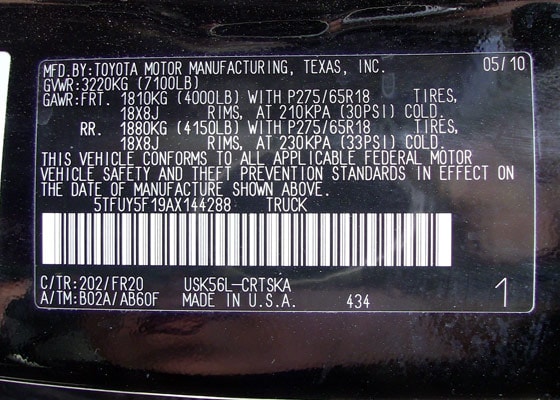 MFD.BY:TOYOTA MOTOR MANUFACTURING, TEXAS, INC. 05/10
GVWR:3220KG (7100LB)
GAWR:FRT. 1810KG (4000LB) WITH P275/65R18 TIRES,
18X8J RIMS, AT 210KPA (30PSI) COLD.
RR. 1880KG (4150LB) WITH P275/65R18 TIRES,
18X8J RIMS, AT 230KPA (33PSI) COLD.
THIS VEHICLE CONFORMS TO ALL APPLICABLE FEDERAL MOTOR
VEHICLE SAFETY AND THEFT PREVENTION STANDARDS IN EFFECT ON
THE DATE OF MANUFACTURE SHOWN ABOVE.
5TFUY5F19AX144288 TRUCK
C/TR:202/FR20 USK56L-CRTSKA
A/TM:B02A/AB60F MADE IN U.S.A. 434 1